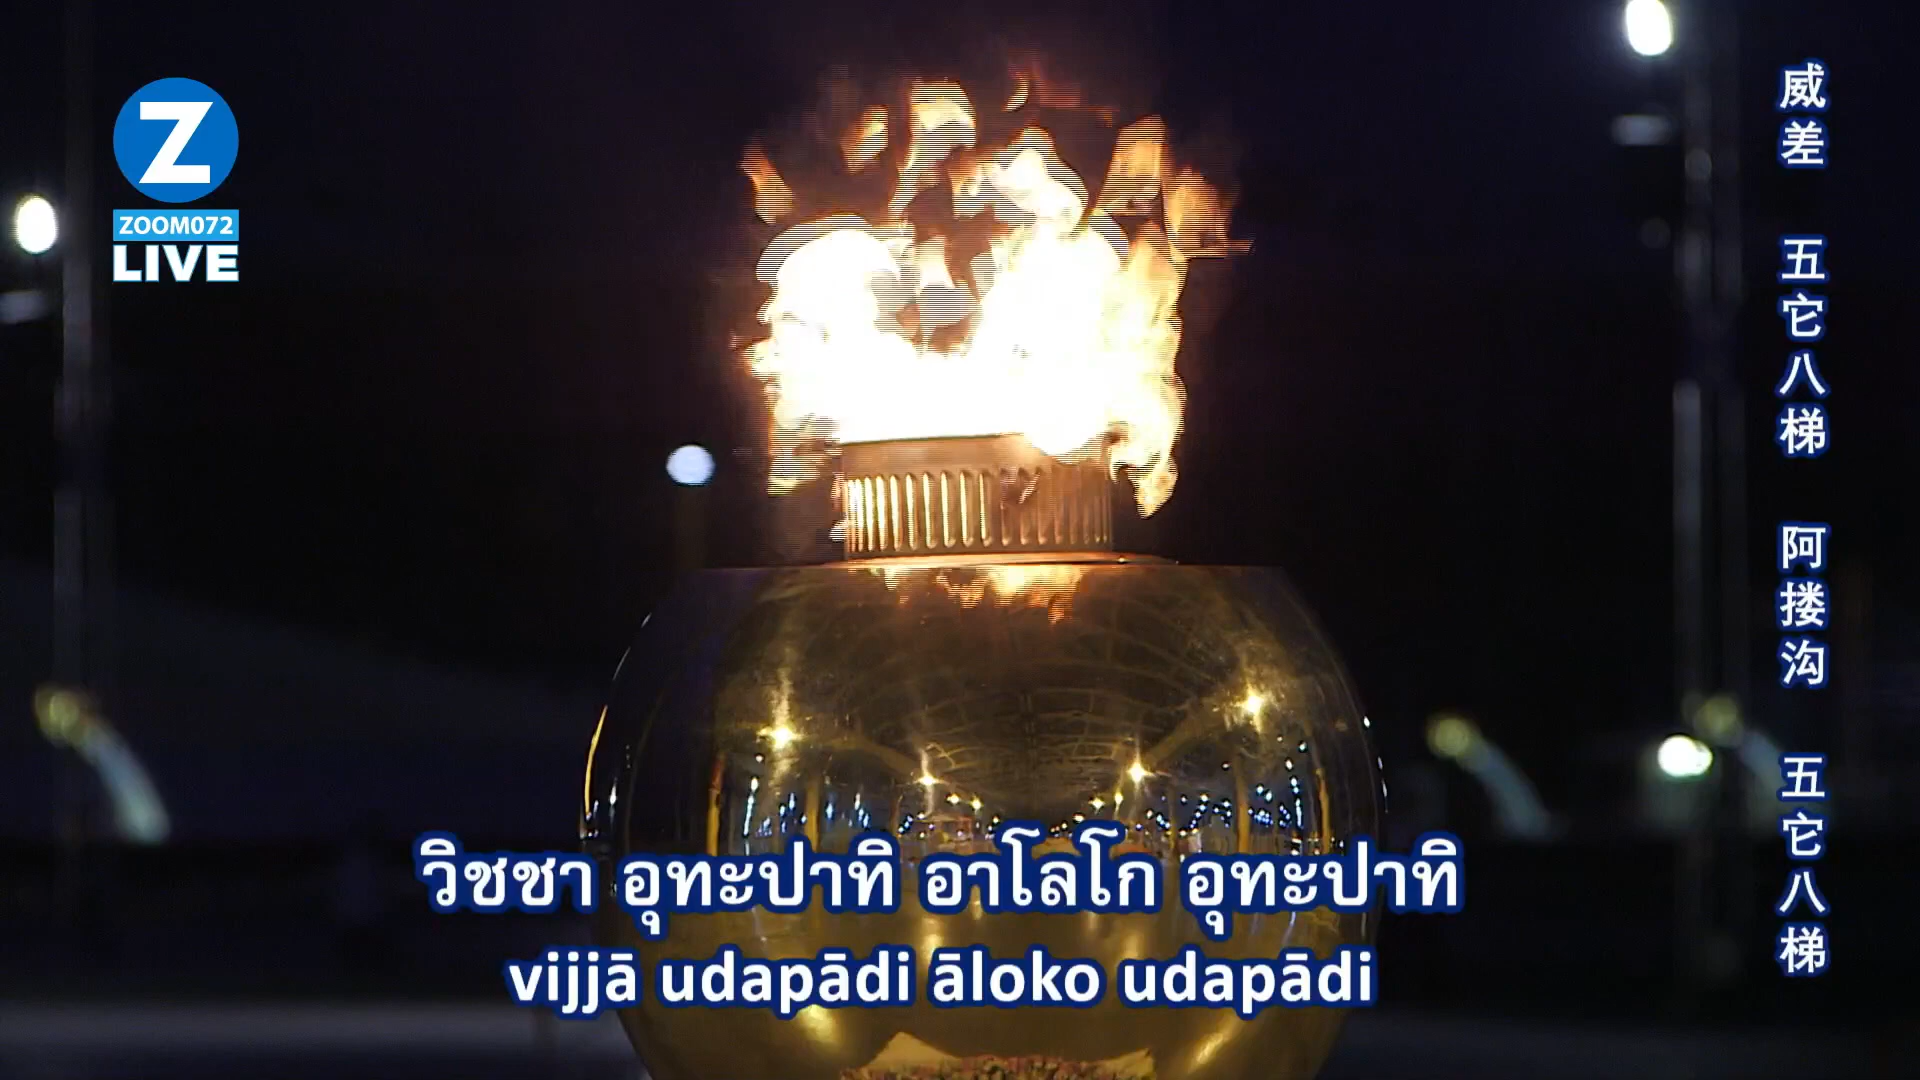 Z
ZOOM072
LIVE
威差 五它八梯 阿搂沟 五它八梯
วิชชา อุทะปาทิ อาโลโก อุทะปาทิ
vijjā udapādi āloko udapādi